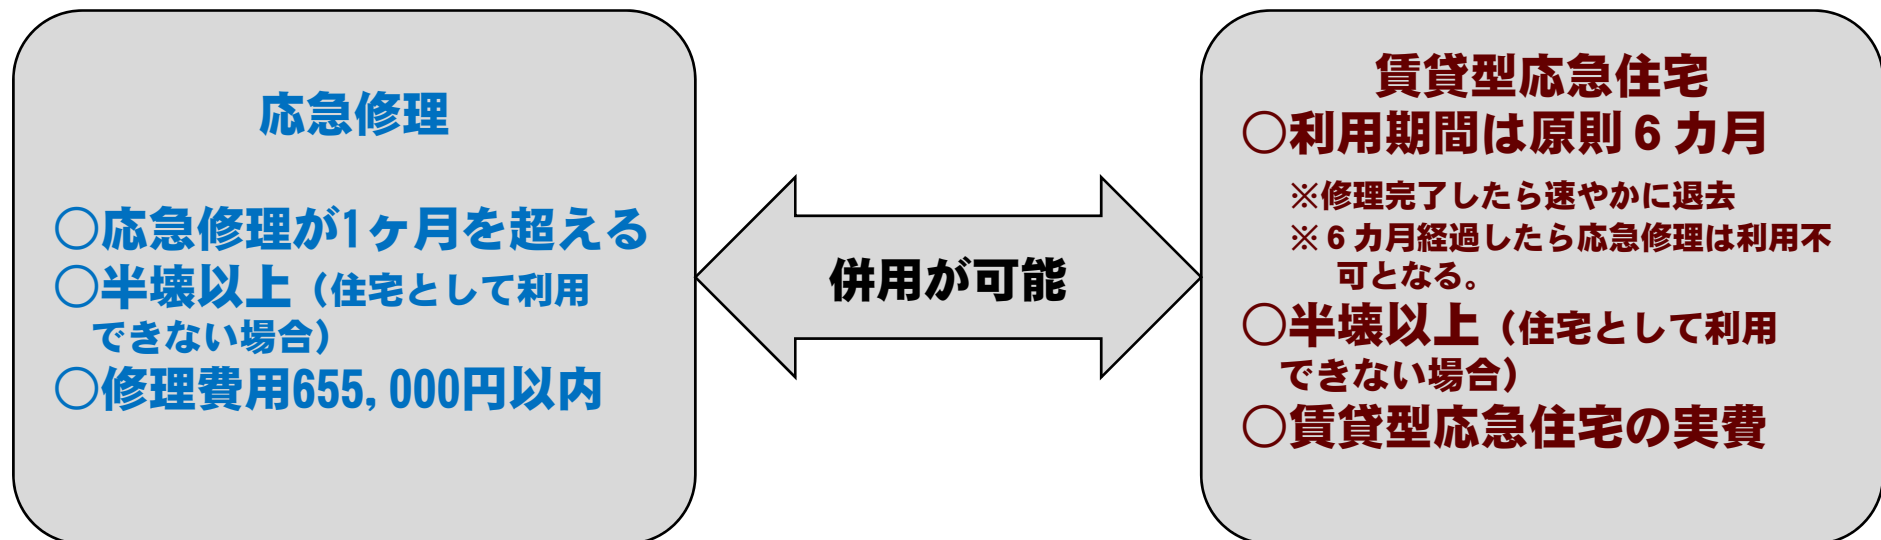 応急修理
○応急修理が1ヶ月を超える
○半壊以上（住宅として利用
できない場合）
○修理費用655,000円以内
併用が可能
賃貸型応急住宅
○利用期間は原則６カ月
※修理完了したら速やかに退去
※６カ月経過したら応急修理は利用不
可となる。
○半壊以上（住宅として利用
できない場合）
○賃貸型応急住宅の実費